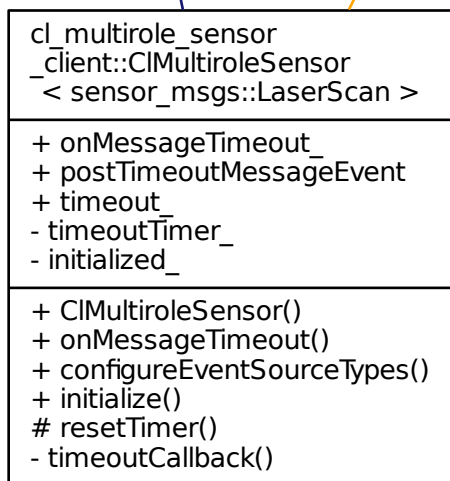 cl_multirole_sensor
_client::ClMultiroleSensor
< sensor_msgs::LaserScan >
+ onMessageTimeout_
+ postTimeoutMessageEvent
+ timeout_
- timeoutTimer_
- initialized_
+ ClMultiroleSensor()
+ onMessageTimeout()
+ configureEventSourceTypes()
+ initialize()
# resetTimer()
- timeoutCallback()